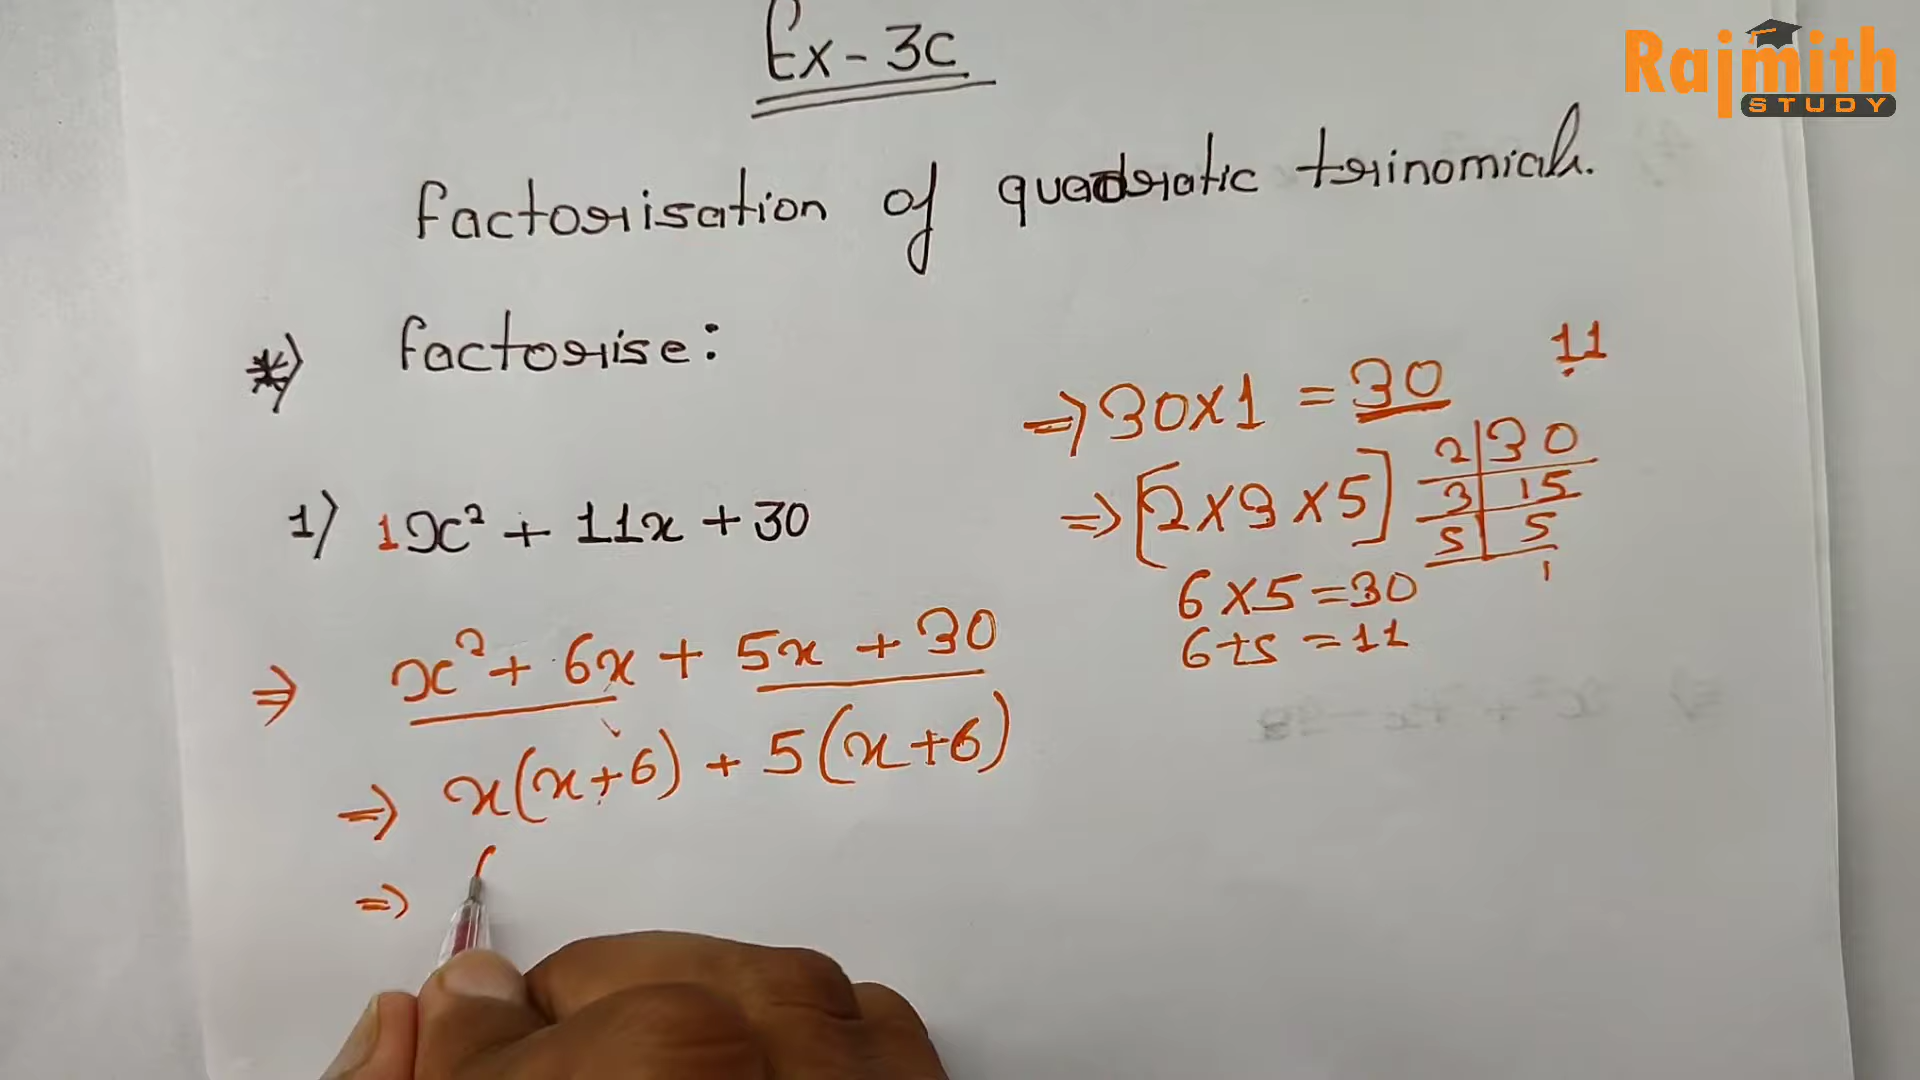 Ex-3c
Rajmith
STUDY
factorisation of quadratic trinomials.
*) factorise:
1) 1x² + 11x + 30
⇒ x² + 6x + 5x + 30
⇒ x(x+6) + 5(x+6)
⇒ (
11
⇒ 30×1 = 30
⇒ [2×3×5]
2|30
3|15
5|5
1
6×5=30
6+5=11